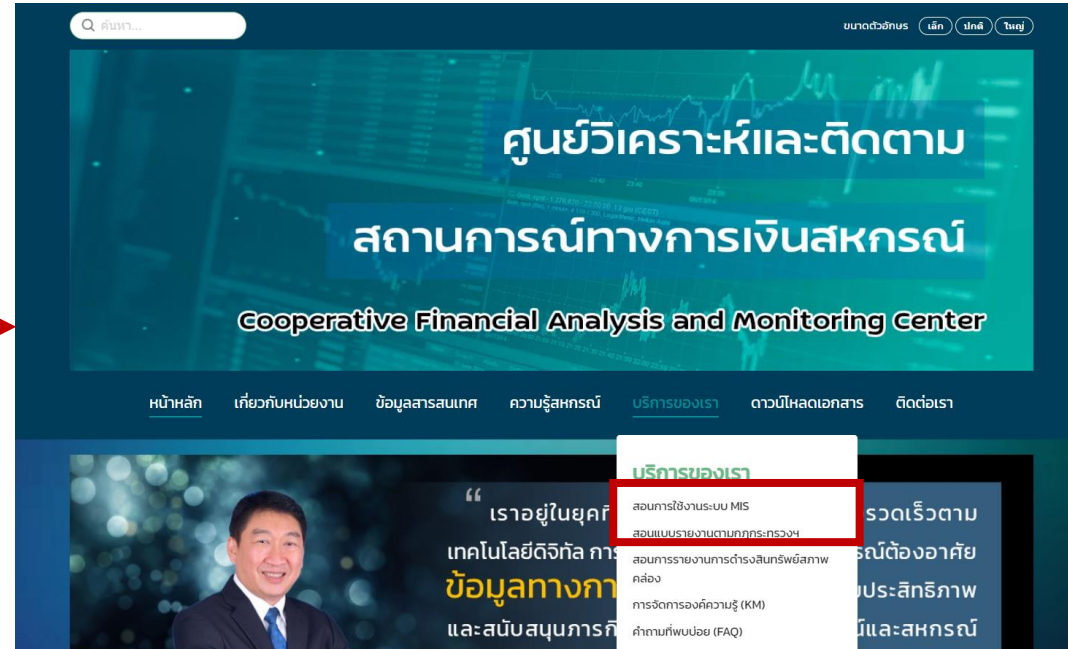 ค้นหา...
ขนาดตัวอักษร เล็ก ปกติ ใหญ่
ศูนย์วิเคราะห์และติดตาม
สถานการณ์ทางการเงินสหกรณ์
Cooperative Financial Analysis and Monitoring Center
หน้าหลัก เกี่ยวกับหน่วยงาน ข้อมูลสารสนเทศ ความรู้สหกรณ์ บริการของเรา ดาวน์โหลดเอกสาร ติดต่อเรา
บริการของเรา
สอนการใช้งานระบบ MIS
สอนแบบรายงานตามกฎกระทรวงฯ
สอนการรายงานการดำรงสินทรัพย์สภาพ
คล่อง
การจัดการองค์ความรู้ (KM)
คำถามที่พบบ่อย (FAQ)
“ เราอยู่ในยุคที่ รวดเร็วตาม
เทคโนโลยีดิจิทัล การ รณ์ต้องอาศัย
ข้อมูลทางกา ประสิทธิภาพ
และสนับสนุนภารกิ และสหกรณ์